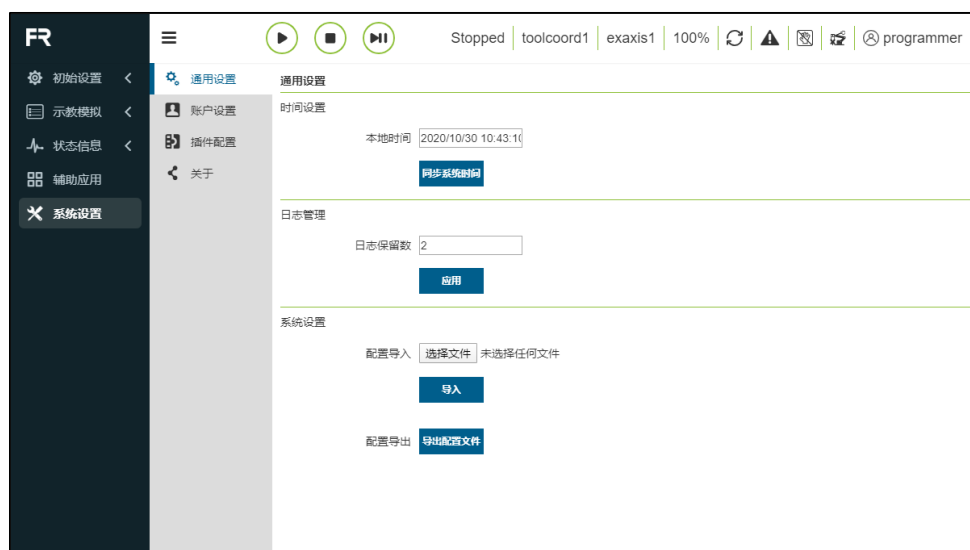 FR
Stopped toolcoord1 exaxis1 100% programmer
初始设置
示教模拟
状态信息
辅助应用
系统设置
通用设置
账户设置
插件配置
关于
通用设置
时间设置
本地时间 2020/10/30 10:43:10
同步系统时间
日志管理
日志保留数 2
应用
系统设置
配置导入 选择文件 未选择任何文件
导入
配置导出 导出配置文件